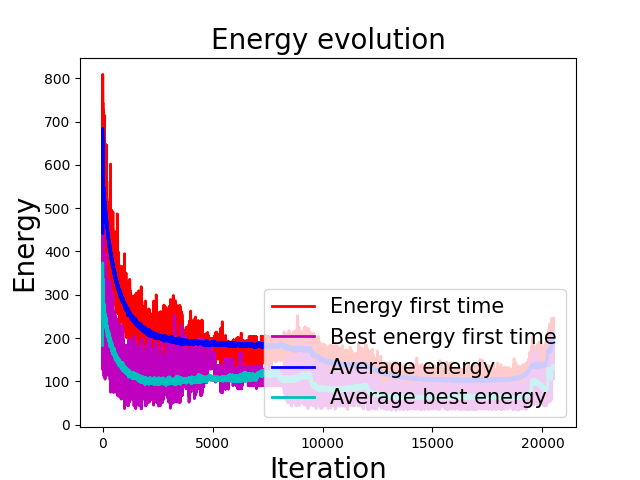 Energy evolution
800
700
600
500
400
300
200
100
0
Energy
Energy first time
Best energy first time
Average energy
Average best energy
0 5000 10000 15000 20000
Iteration